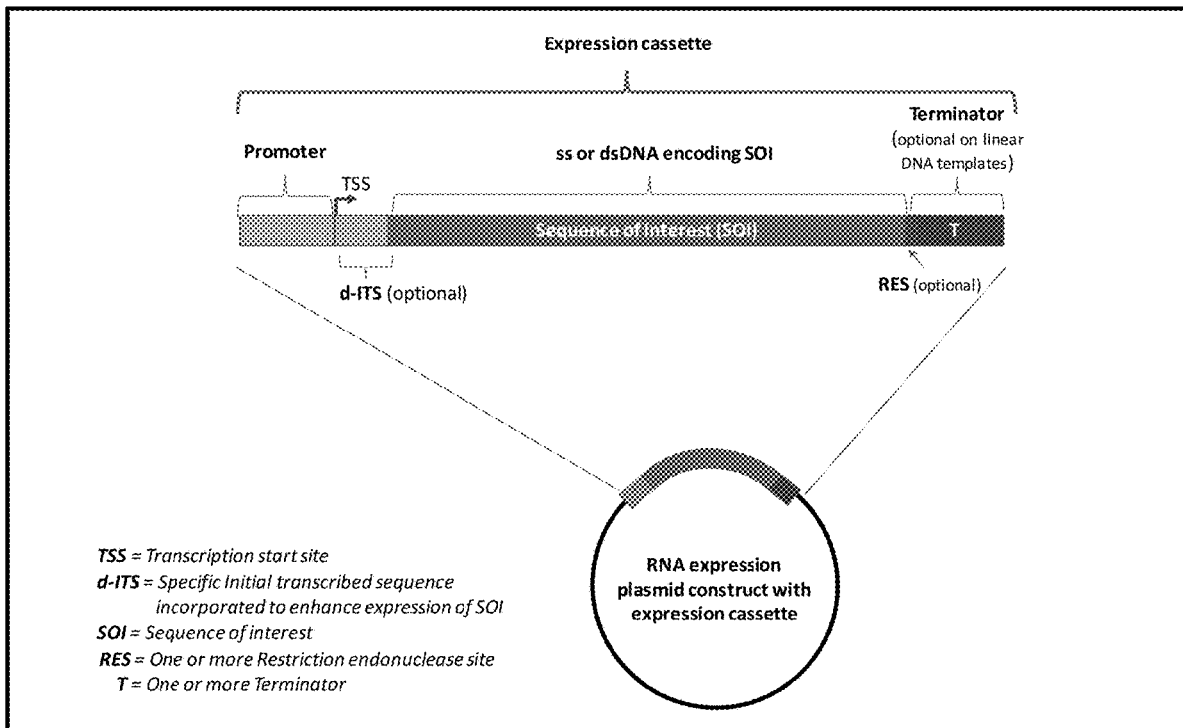 Expression cassette
Terminator
(optional on linear
DNA templates)
Promoter
ss or dsDNA encoding SOI
TSS
Sequence of Interest (SOI)
T
d-ITS (optional)
RES (optional)
RNA expression
plasmid construct with
expression cassette
TSS = Transcription start site
d-ITS = Specific Initial transcribed sequence
incorporated to enhance expression of SOI
SOI = Sequence of interest
RES = One or more Restriction endonuclease site
T = One or more Terminator